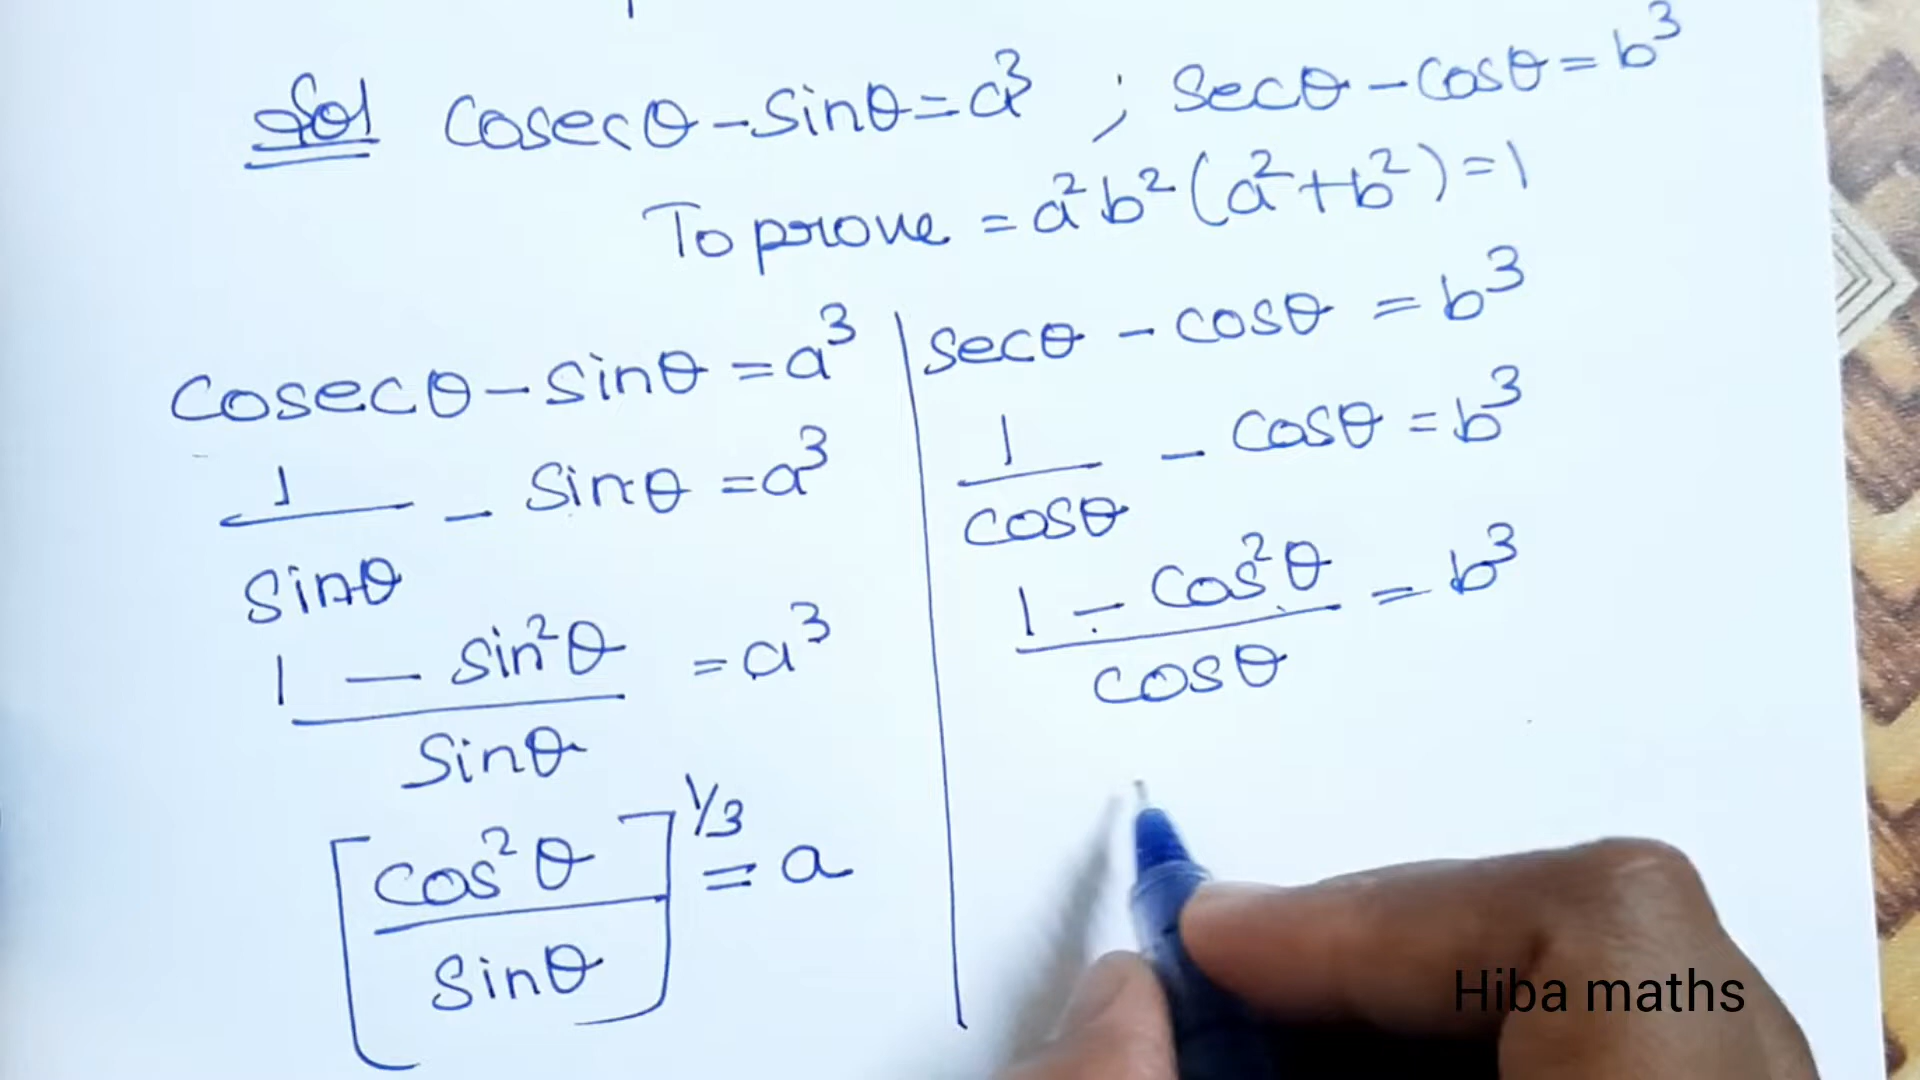 Sol cosecθ-sinθ=a³ ; secθ-cosθ=b³
To prove = a²b²(a²+b²)=1
cosecθ-sinθ=a³
1/sinθ - sinθ=a³
1 - sin²θ/sinθ =a³
[cos²θ/sinθ]^1/3 = a
secθ - cosθ = b³
1/cosθ - cosθ = b³
1 - cos²θ/cosθ = b³
Hiba maths